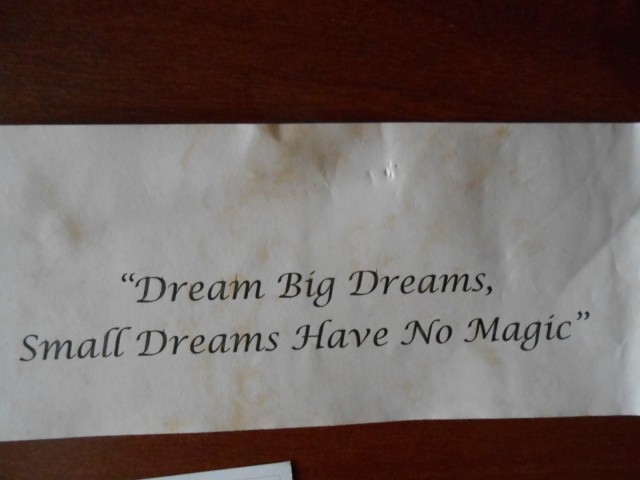 “Dream Big Dreams,
Small Dreams Have No Magic”